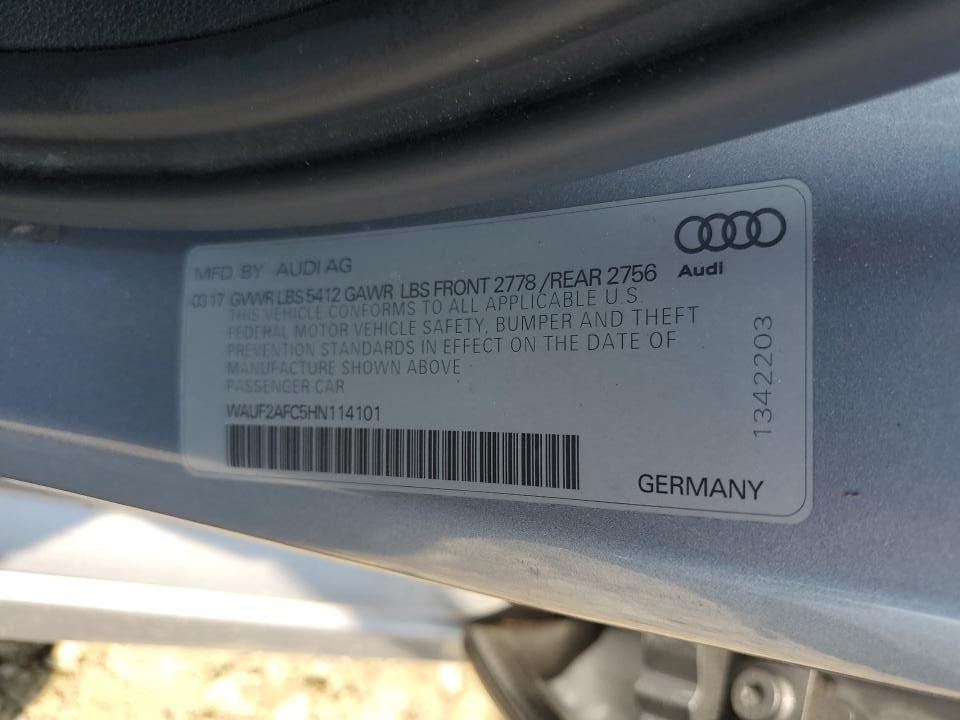 MFD BY AUDI AG
Audi
03 17 GVWR LBS 5412 GAWR LBS FRONT 2778 /REAR 2756
THIS VEHICLE CONFORMS TO ALL APPLICABLE U.S.
FEDERAL MOTOR VEHICLE SAFETY, BUMPER AND THEFT
PREVENTION STANDARDS IN EFFECT ON THE DATE OF
MANUFACTURE SHOWN ABOVE
PASSENGER CAR
WAUF2AFC5HN114101
1342203
GERMANY